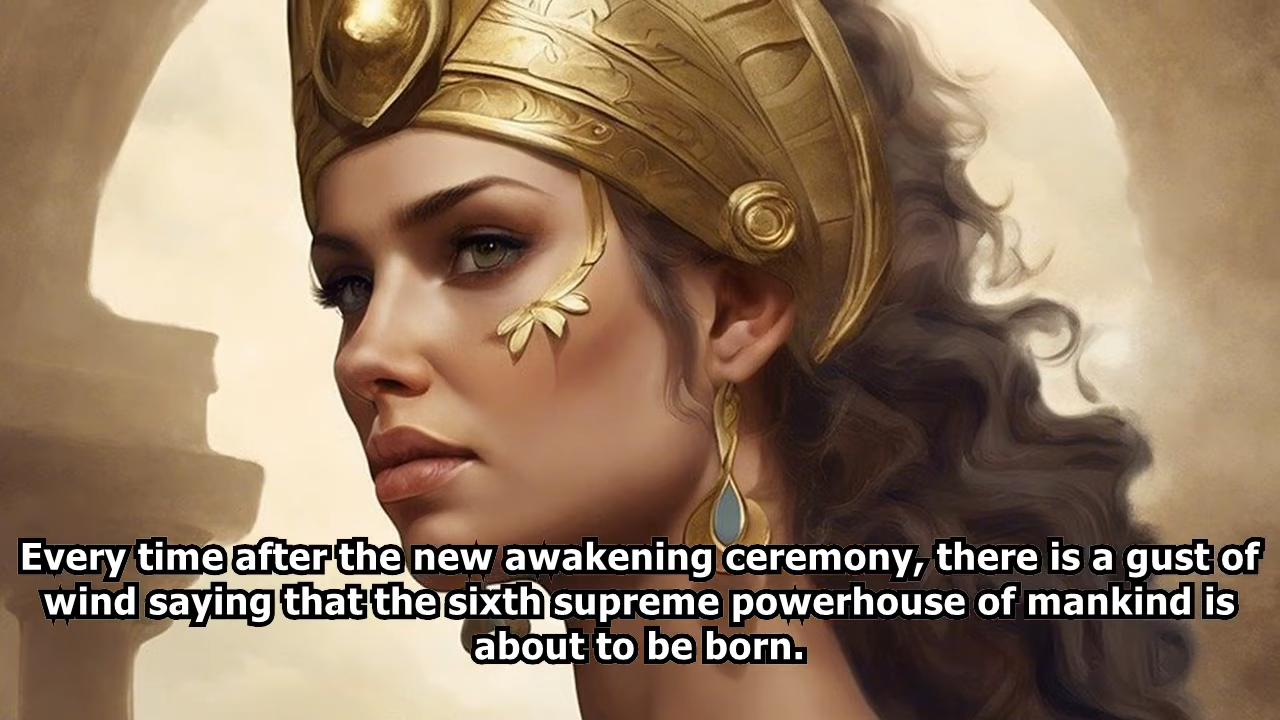 Every time after the new awakening ceremony, there is a gust of
wind saying that the sixth supreme powerhouse of mankind is
about to be born.